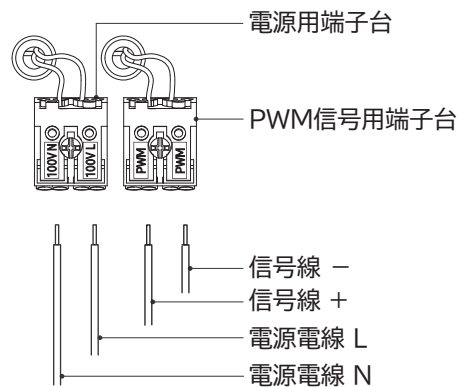 電源用端子台
PWM信号用端子台
100V N
100V L
PWM
PWM
信号線 −
信号線 +
電源電線 L
電源電線 N